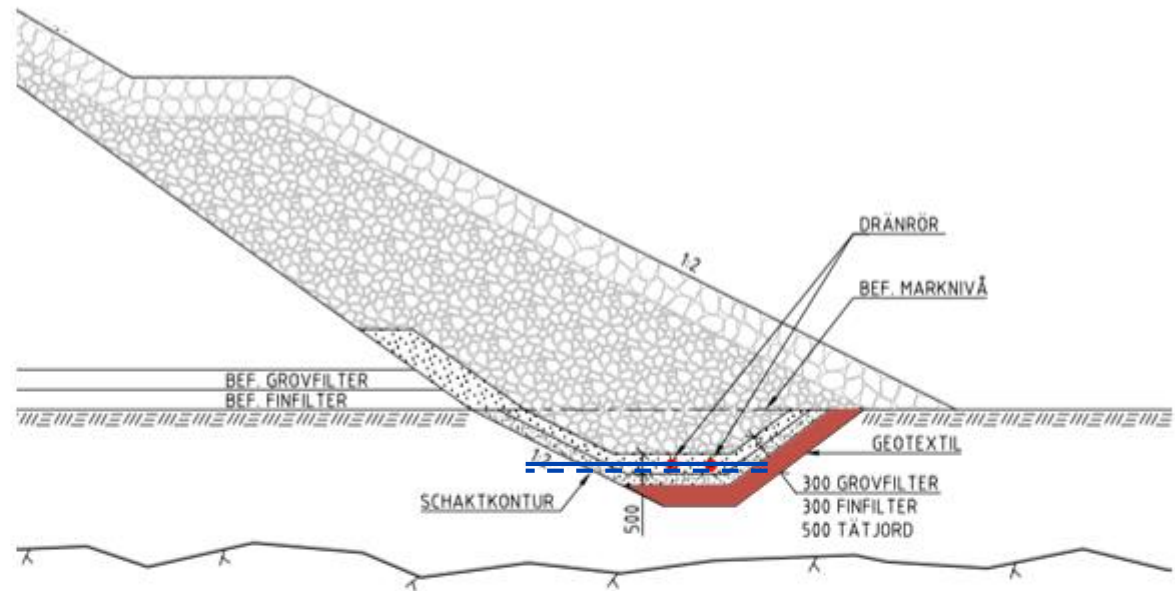 DRÄNRÖR
1:2
BEF. MARKNIVÅ
BEF. GROVFILTER
BEF. FINFILTER
GEOTEXTIL
1:2
SCHAKTKONTUR
500
300 GROVFILTER
300 FINFILTER
500 TÄTJORD